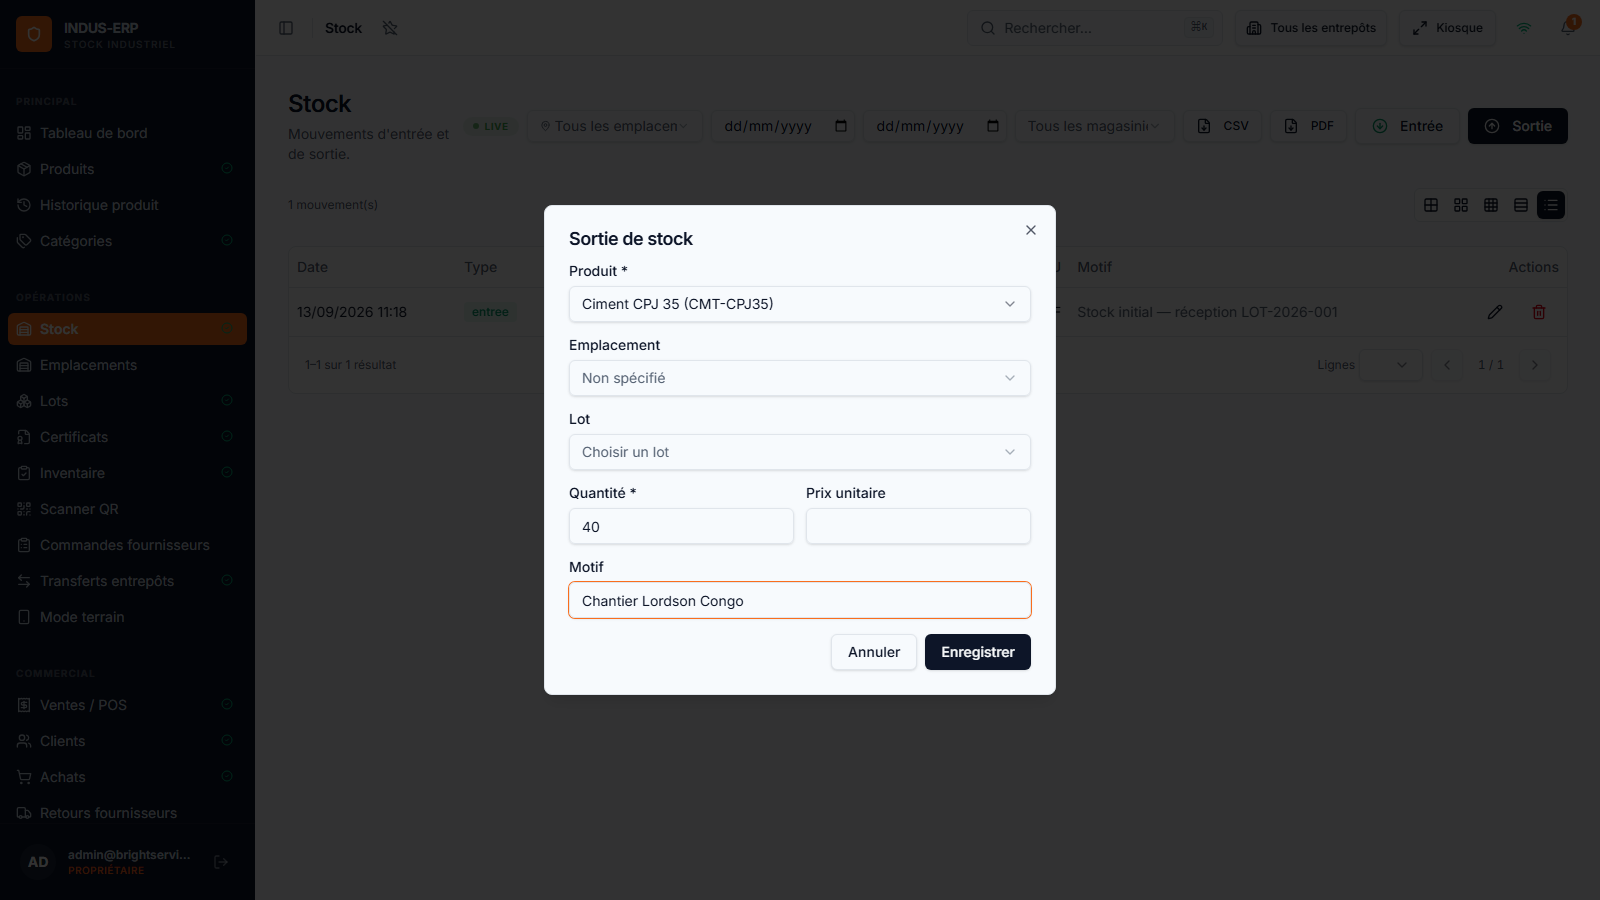 INDUS-ERP
STOCK INDUSTRIEL
PRINCIPAL
Tableau de bord
Produits
Historique produit
Catégories
OPÉRATIONS
Stock
Emplacements
Lots
Certificats
Inventaire
Scanner QR
Commandes fournisseurs
Transferts entrepôts
Mode terrain
COMMERCIAL
Ventes / POS
Clients
Achats
Retours fournisseurs
AD
admin@brightservi...
PROPRIÉTAIRE
Stock
Rechercher...
⌘K
Tous les entrepôts
Kiosque
1
Stock
Mouvements d'entrée et
de sortie.
LIVE
Tous les emplacen
dd/mm/yyyy
dd/mm/yyyy
Tous les magasini
CSV
PDF
Entrée
Sortie
1 mouvement(s)
Date
Type
Motif
Actions
13/09/2026 11:18
entree
Stock initial — réception LOT-2026-001
1–1 sur 1 résultat
Lignes
1 / 1
Sortie de stock
Produit *
Ciment CPJ 35 (CMT-CPJ35)
Emplacement
Non spécifié
Lot
Choisir un lot
Quantité *
Prix unitaire
40
Motif
Chantier Lordson Congo
Annuler
Enregistrer